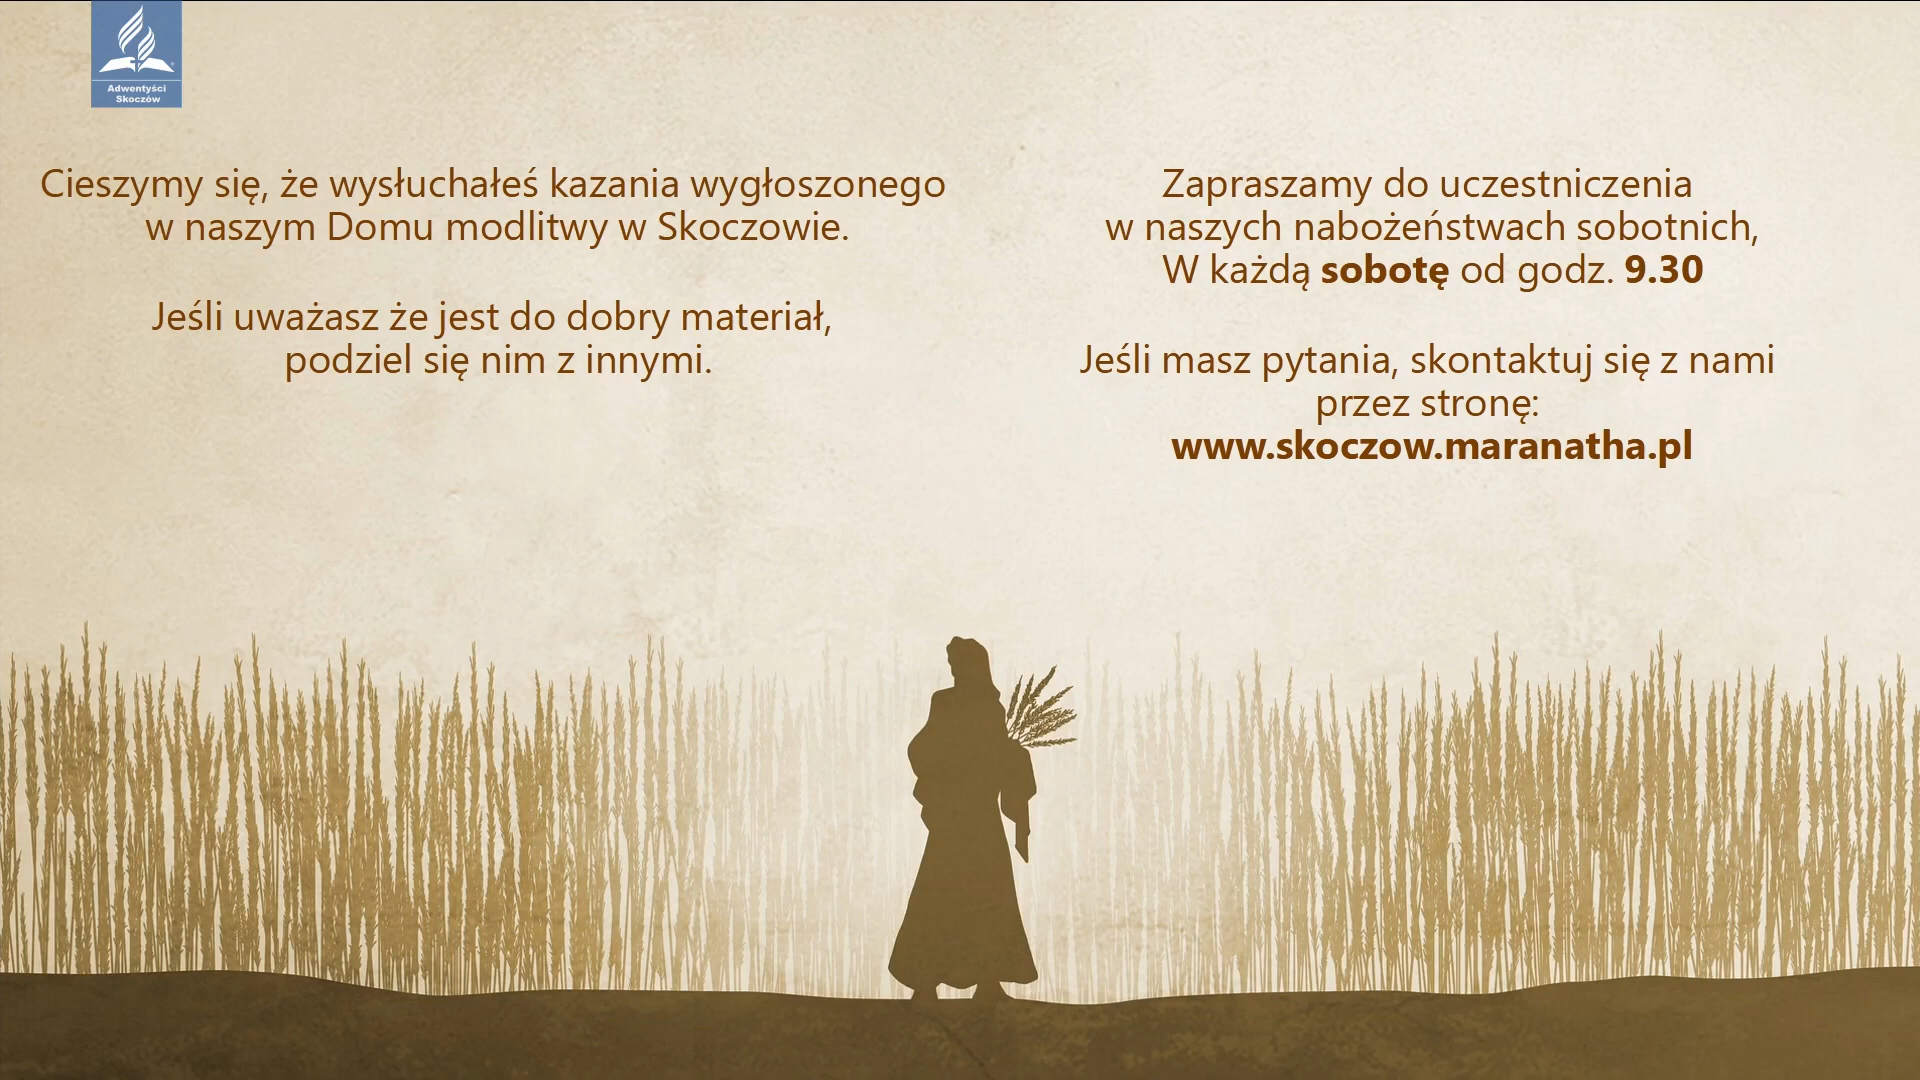 Adwentyści
Skoczów
Cieszymy się, że wysłuchałeś kazania wygłoszonego
w naszym Domu modlitwy w Skoczowie.
Jeśli uważasz że jest do dobry materiał,
podziel się nim z innymi.
Zapraszamy do uczestniczenia
w naszych nabożeństwach sobotnich,
W każdą sobotę od godz. 9.30
Jeśli masz pytania, skontaktuj się z nami
przez stronę:
www.skoczow.maranatha.pl